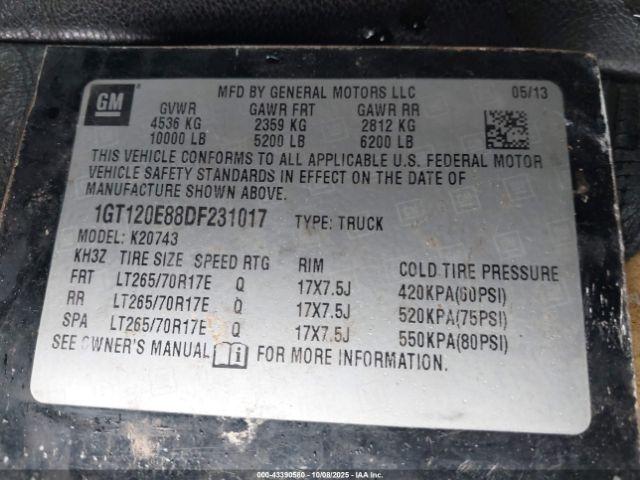 GM
MFD BY GENERAL MOTORS LLC 05/13
GVWR GAWR FRT GAWR RR
4536 KG 2359 KG 2812 KG
10000 LB 5200 LB 6200 LB
THIS VEHICLE CONFORMS TO ALL APPLICABLE U.S. FEDERAL MOTOR
VEHICLE SAFETY STANDARDS IN EFFECT ON THE DATE OF
MANUFACTURE SHOWN ABOVE.
1GT120E88DF231017 TYPE: TRUCK
MODEL: K20743
KH3Z TIRE SIZE SPEED RTG RIM COLD TIRE PRESSURE
FRT LT265/70R17E Q 17X7.5J 420KPA(60PSI)
RR LT265/70R17E Q 17X7.5J 520KPA(75PSI)
SPA LT265/70R17E Q 17X7.5J 550KPA(80PSI)
SEE OWNER'S MANUAL FOR MORE INFORMATION.
000-43390580 - 10/08/2025 - IAAI.COM